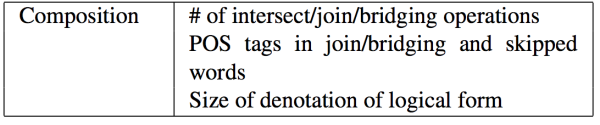 Composition # of intersect/join/bridging operations
POS tags in join/bridging and skipped
words
Size of denotation of logical form